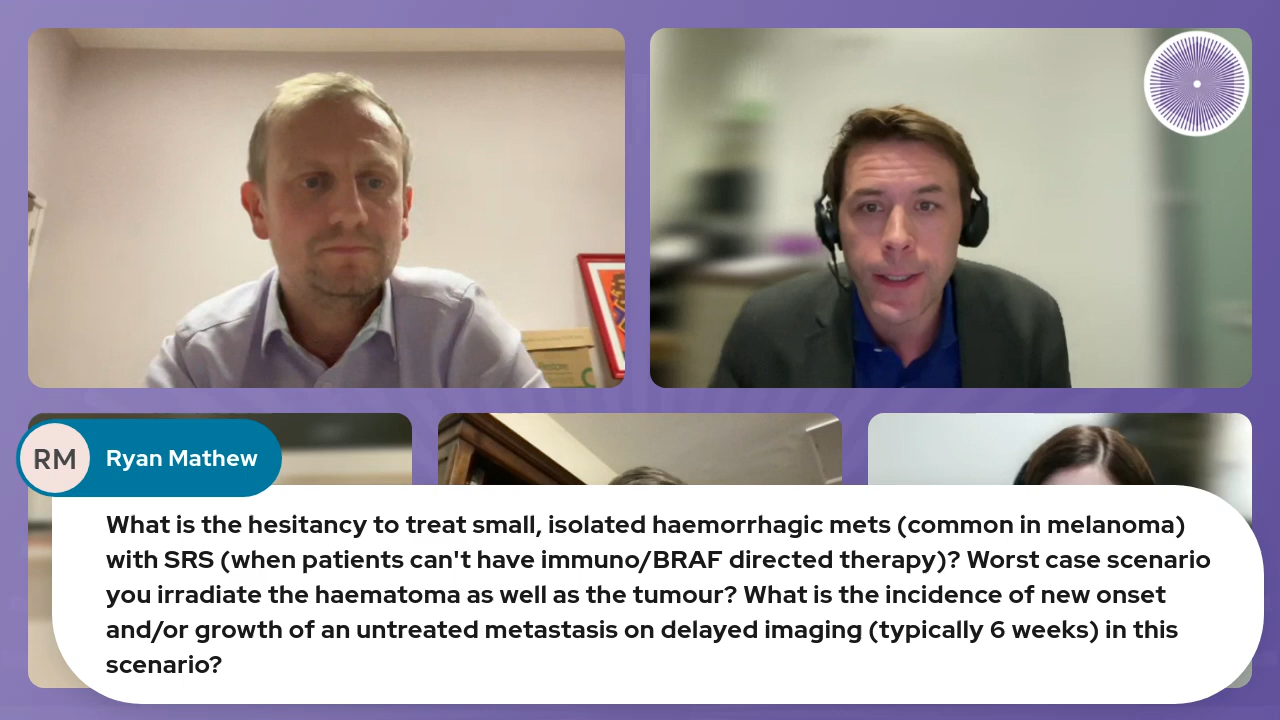 RM
Ryan Mathew
What is the hesitancy to treat small, isolated haemorrhagic mets (common in melanoma)
with SRS (when patients can't have immuno/BRAF directed therapy)? Worst case scenario
you irradiate the haematoma as well as the tumour? What is the incidence of new onset
and/or growth of an untreated metastasis on delayed imaging (typically 6 weeks) in this
scenario?